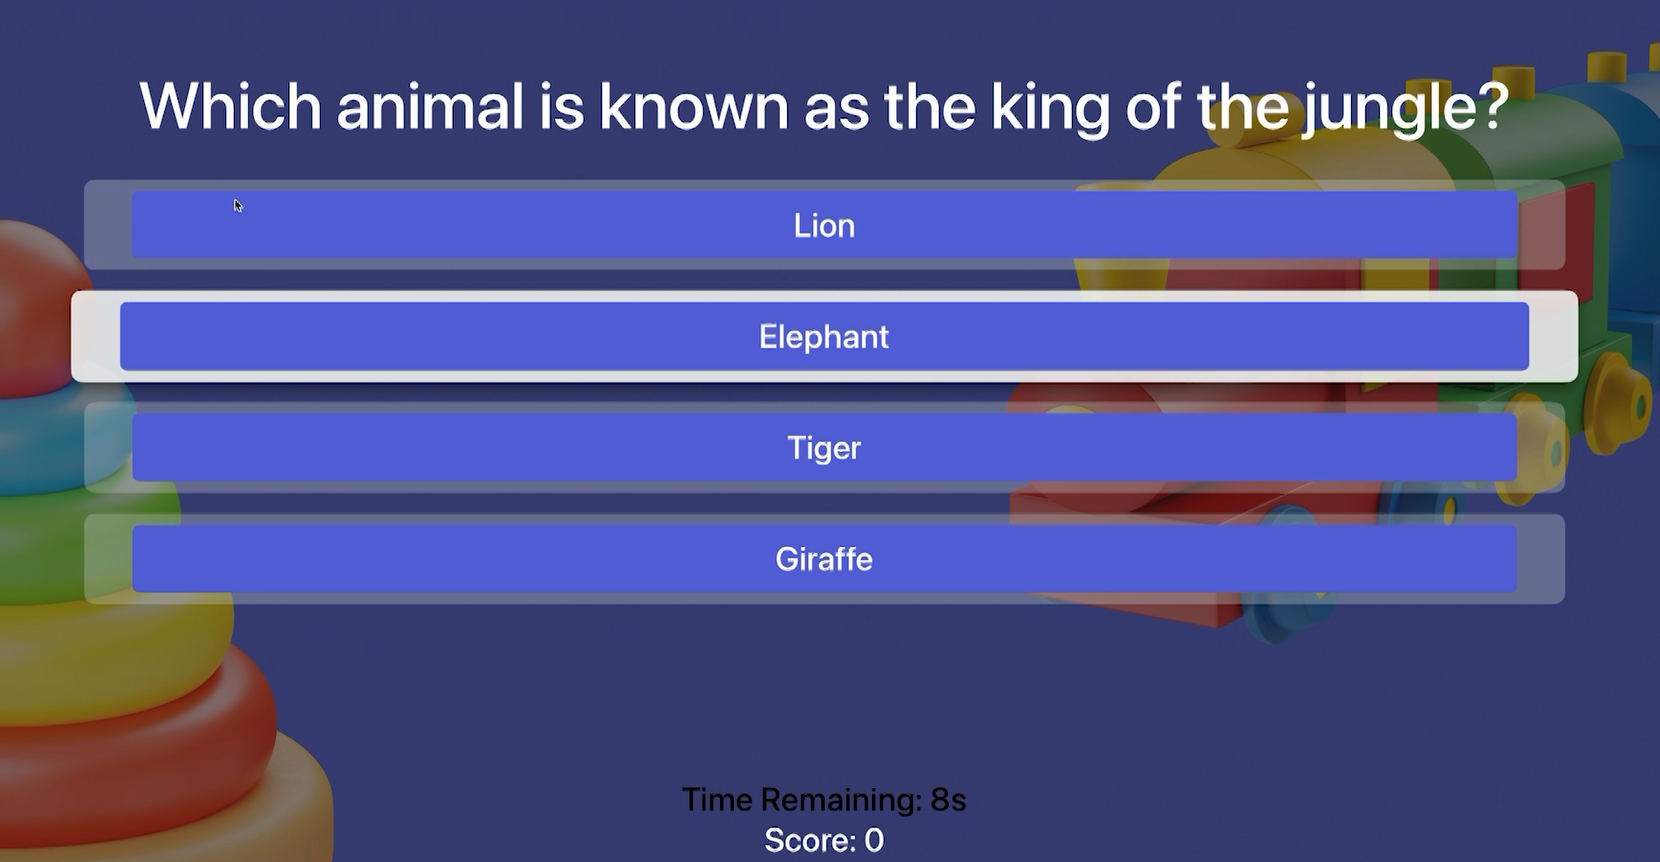 Which animal is known as the king of the jungle?
Lion
Elephant
Tiger
Giraffe
Time Remaining: 8s
Score: 0